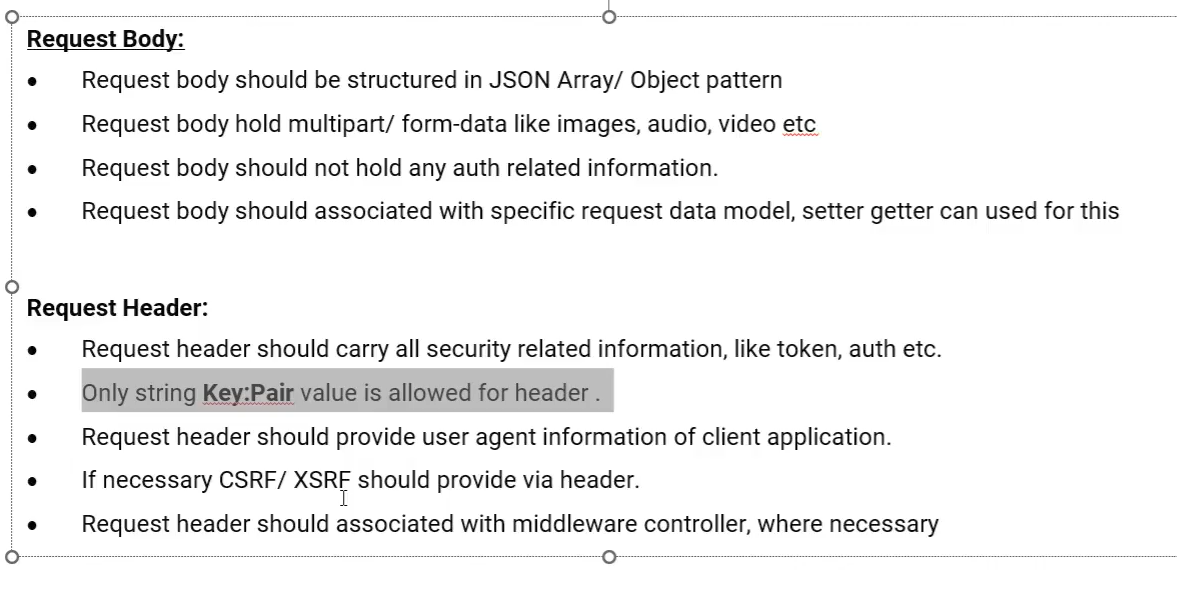 Request Body:
• Request body should be structured in JSON Array/ Object pattern
• Request body hold multipart/ form-data like images, audio, video etc
• Request body should not hold any auth related information.
• Request body should associated with specific request data model, setter getter can used for this
Request Header:
• Request header should carry all security related information, like token, auth etc.
• Only string Key:Pair value is allowed for header .
• Request header should provide user agent information of client application.
• If necessary CSRF/ XSRF should provide via header.
• Request header should associated with middleware controller, where necessary